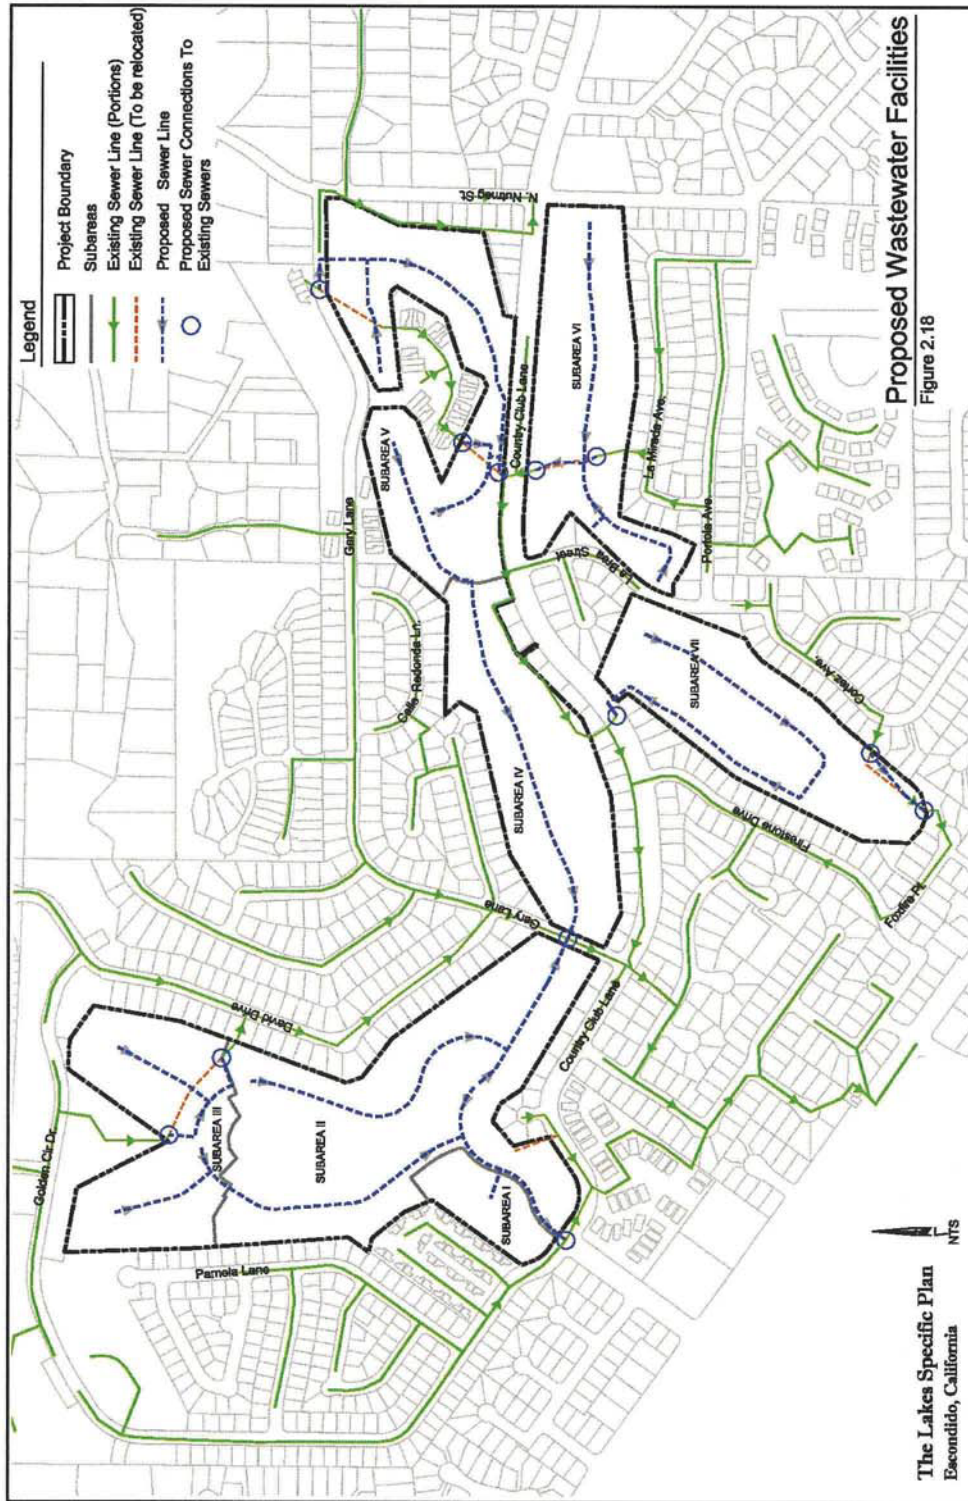 Legend
Project Boundary
Subareas
Existing Sewer Line (Portions)
Existing Sewer Line (To be relocated)
Proposed Sewer Line
Proposed Sewer Connections To
Existing Sewers
Golden Cir Dr.
David Drive
Pamela Lane
SUBAREA III
SUBAREA II
SUBAREA I
Gary Lane
Calle Redonda Ln.
Gary Lane
SUBAREA IV
SUBAREA V
Country Club Lane
Country Club Lane
N. Nutmeg St.
SUBAREA VI
La Brea Street
La Mirada Ave.
Portola Ave.
SUBAREA VII
Cortez Ave.
Firestone Drive
Foxfire Pl.
NTS
The Lakes Specific Plan
Escondido, California
Proposed Wastewater Facilities
Figure 2.18